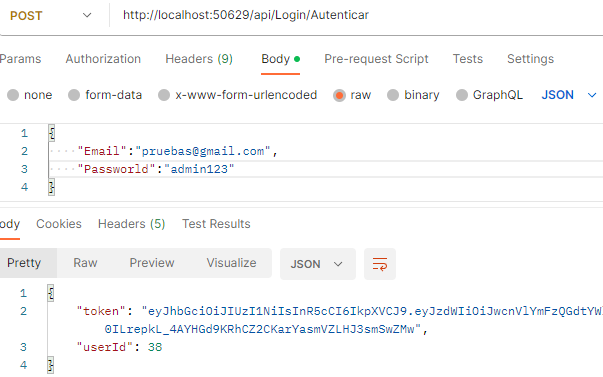 POST http://localhost:50629/api/Login/Autenticar
Params Authorization Headers (9) Body Pre-request Script Tests Settings
none form-data x-www-form-urlencoded raw binary GraphQL JSON
1 {
2 "Email":"pruebas@gmail.com",
3 "Passworld":"admin123"
4 }
ody Cookies Headers (5) Test Results
Pretty Raw Preview Visualize JSON
1 {
2 "token": "eyJhbGciOiJIUzI1NiIsInR5cCI6IkpXVCJ9.eyJzdWIiOiJwcnVlYmFzQGdtYW
0ILrepkL_4AYHGd9KRhCZ2CKarYasmVZLHJ3smSwZMw",
3 "userId": 38
4 }